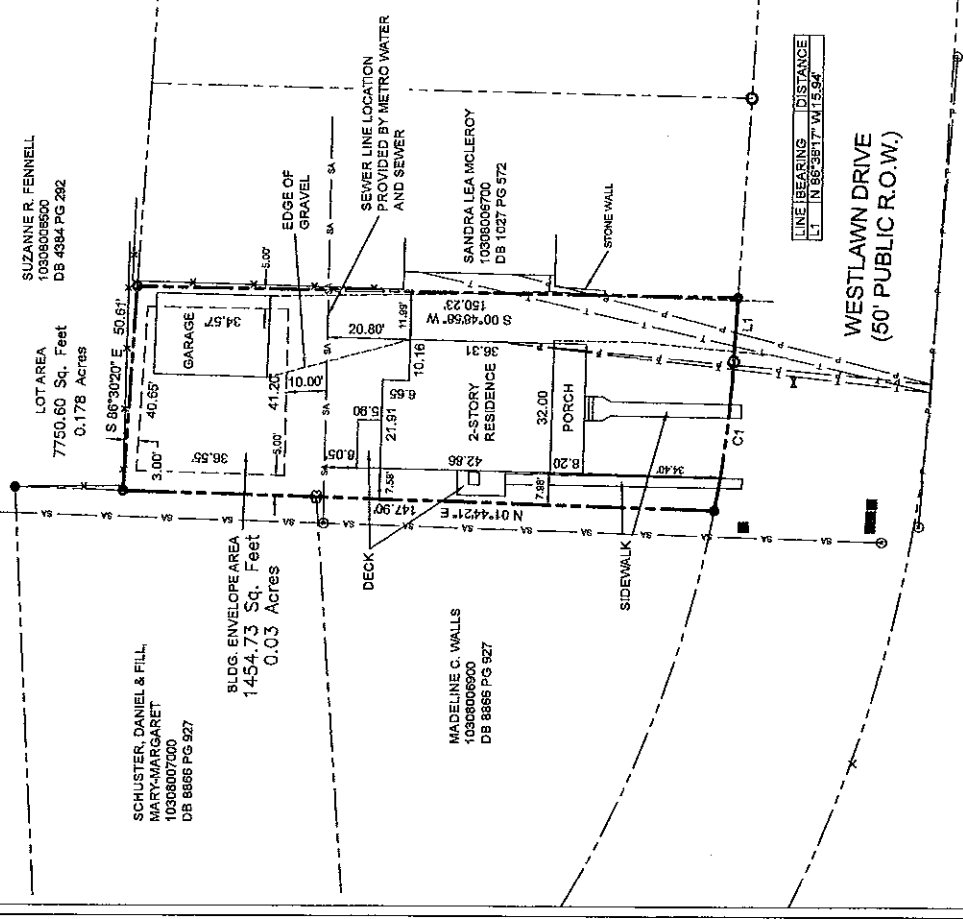 SUZANNE R. FENNELL
10308008500
DB 4384 PG 292
LOT AREA
7750.60 Sq. Feet
0.178 Acres
S 86°30'20" E
50.61'
3.00'
40.65'
GARAGE
34.57'
36.55'
5.00'
5.00'
41.20
10.00'
EDGE OF
GRAVEL
SEWER LINE LOCATION
PROVIDED BY METRO WATER
AND SEWER
SANDRA LEA MCLEROY
10308006700
DB 1027 PG 572
STONE WALL
SCHUSTER, DANIEL & FILL,
MARY-MARGARET
10308007000
DB 8866 PG 927
BLDG. ENVELOPE AREA
1454.73 Sq. Feet
0.03 Acres
DECK
MADELINE C. WALLS
10308006900
DB 8866 PG 927
SIDEWALK
147.90'
N 01°44'21" E
S 00°48'58" W
150.23'
20.80'
11.99'
10.16
6.65
5.90
8.05
21.91
7.58'
36.31
42.86
2-STORY
RESIDENCE
32.00
PORCH
8.20
7.98'
34.40'
C1
L1
SA
LINE BEARING DISTANCE
L1 N 86°36'17" W 15.94'
WESTLAWN DRIVE
(50' PUBLIC R.O.W.)